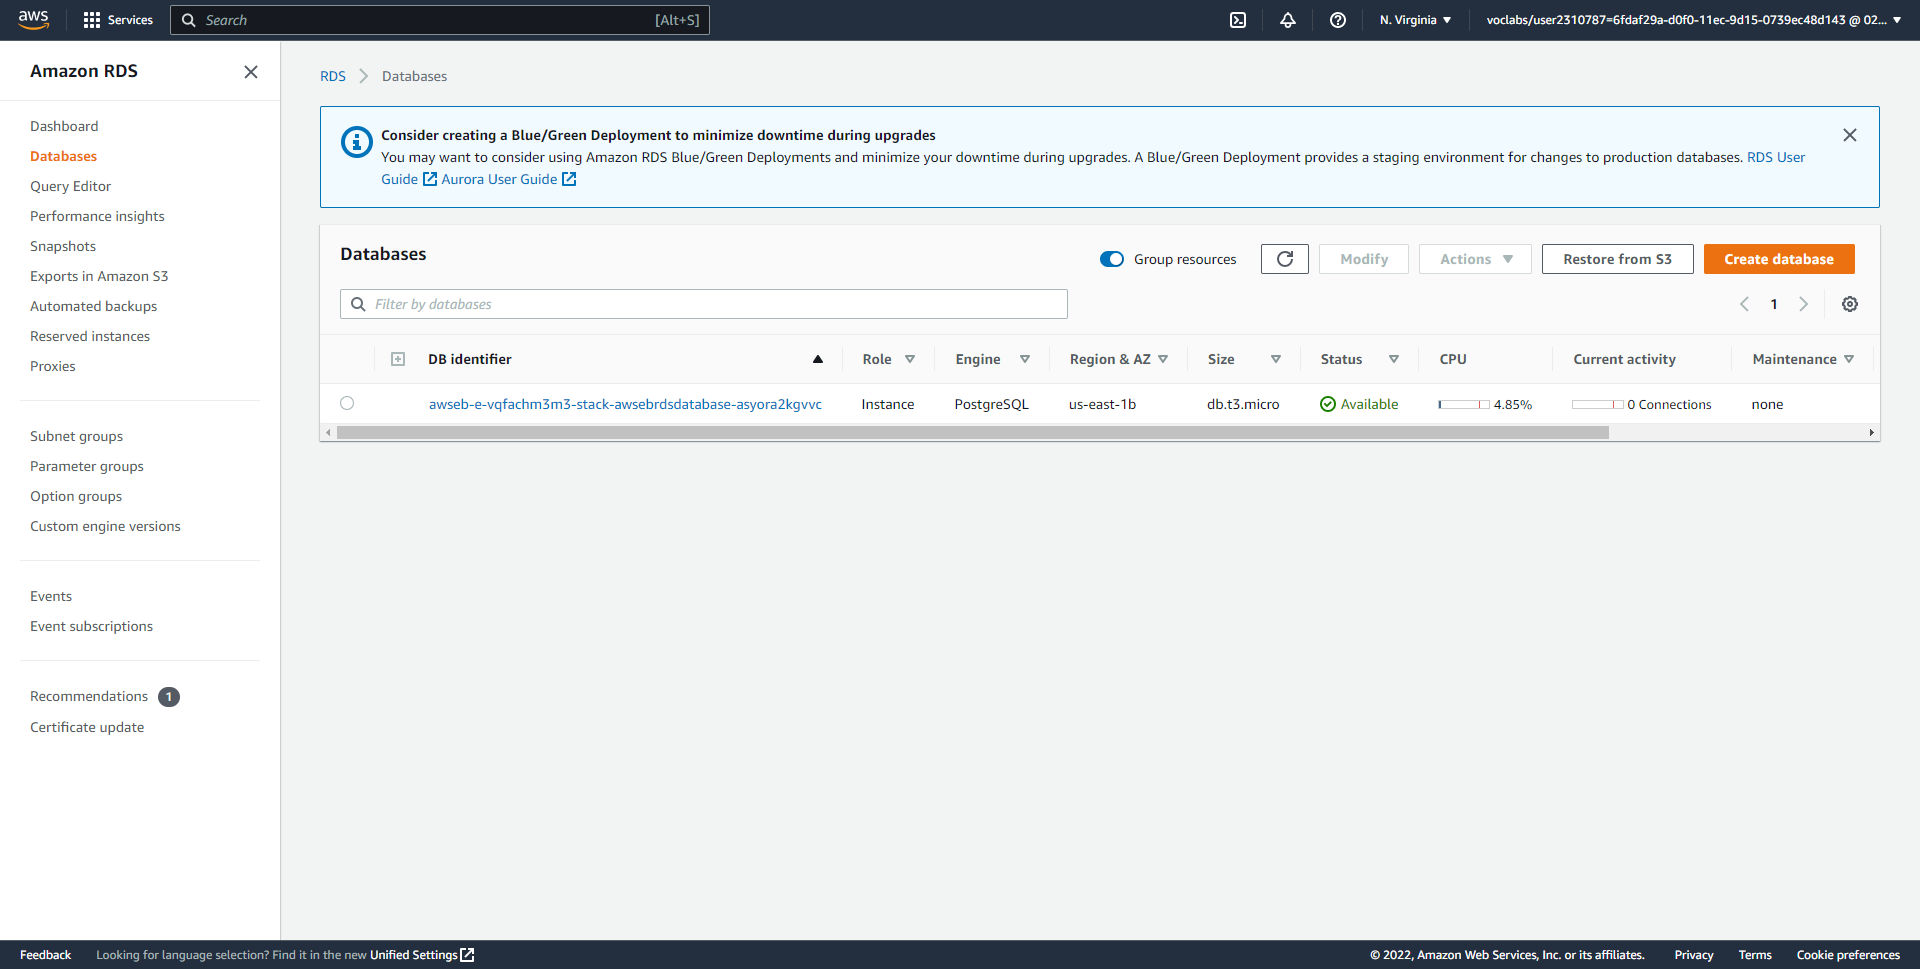 aws
Services
Search
[Alt+S]
N. Virginia
voclabs/user2310787=6fdaf29a-d0f0-11ec-9d15-0739ec48d143 @ 02...
Amazon RDS
Dashboard
Databases
Query Editor
Performance insights
Snapshots
Exports in Amazon S3
Automated backups
Reserved instances
Proxies
Subnet groups
Parameter groups
Option groups
Custom engine versions
Events
Event subscriptions
Recommendations 1
Certificate update
RDS Databases
Consider creating a Blue/Green Deployment to minimize downtime during upgrades
You may want to consider using Amazon RDS Blue/Green Deployments and minimize your downtime during upgrades. A Blue/Green Deployment provides a staging environment for changes to production databases. RDS User
Guide Aurora User Guide
Databases
Group resources
Modify
Actions
Restore from S3
Create database
Filter by databases
1
DB identifier Role Engine Region & AZ Size Status CPU Current activity Maintenance
awseb-e-vqfachm3m3-stack-awsebrdsdatabase-asyora2kgvvc Instance PostgreSQL us-east-1b db.t3.micro Available 4.85% 0 Connections none
Feedback Looking for language selection? Find it in the new Unified Settings
© 2022, Amazon Web Services, Inc. or its affiliates. Privacy Terms Cookie preferences